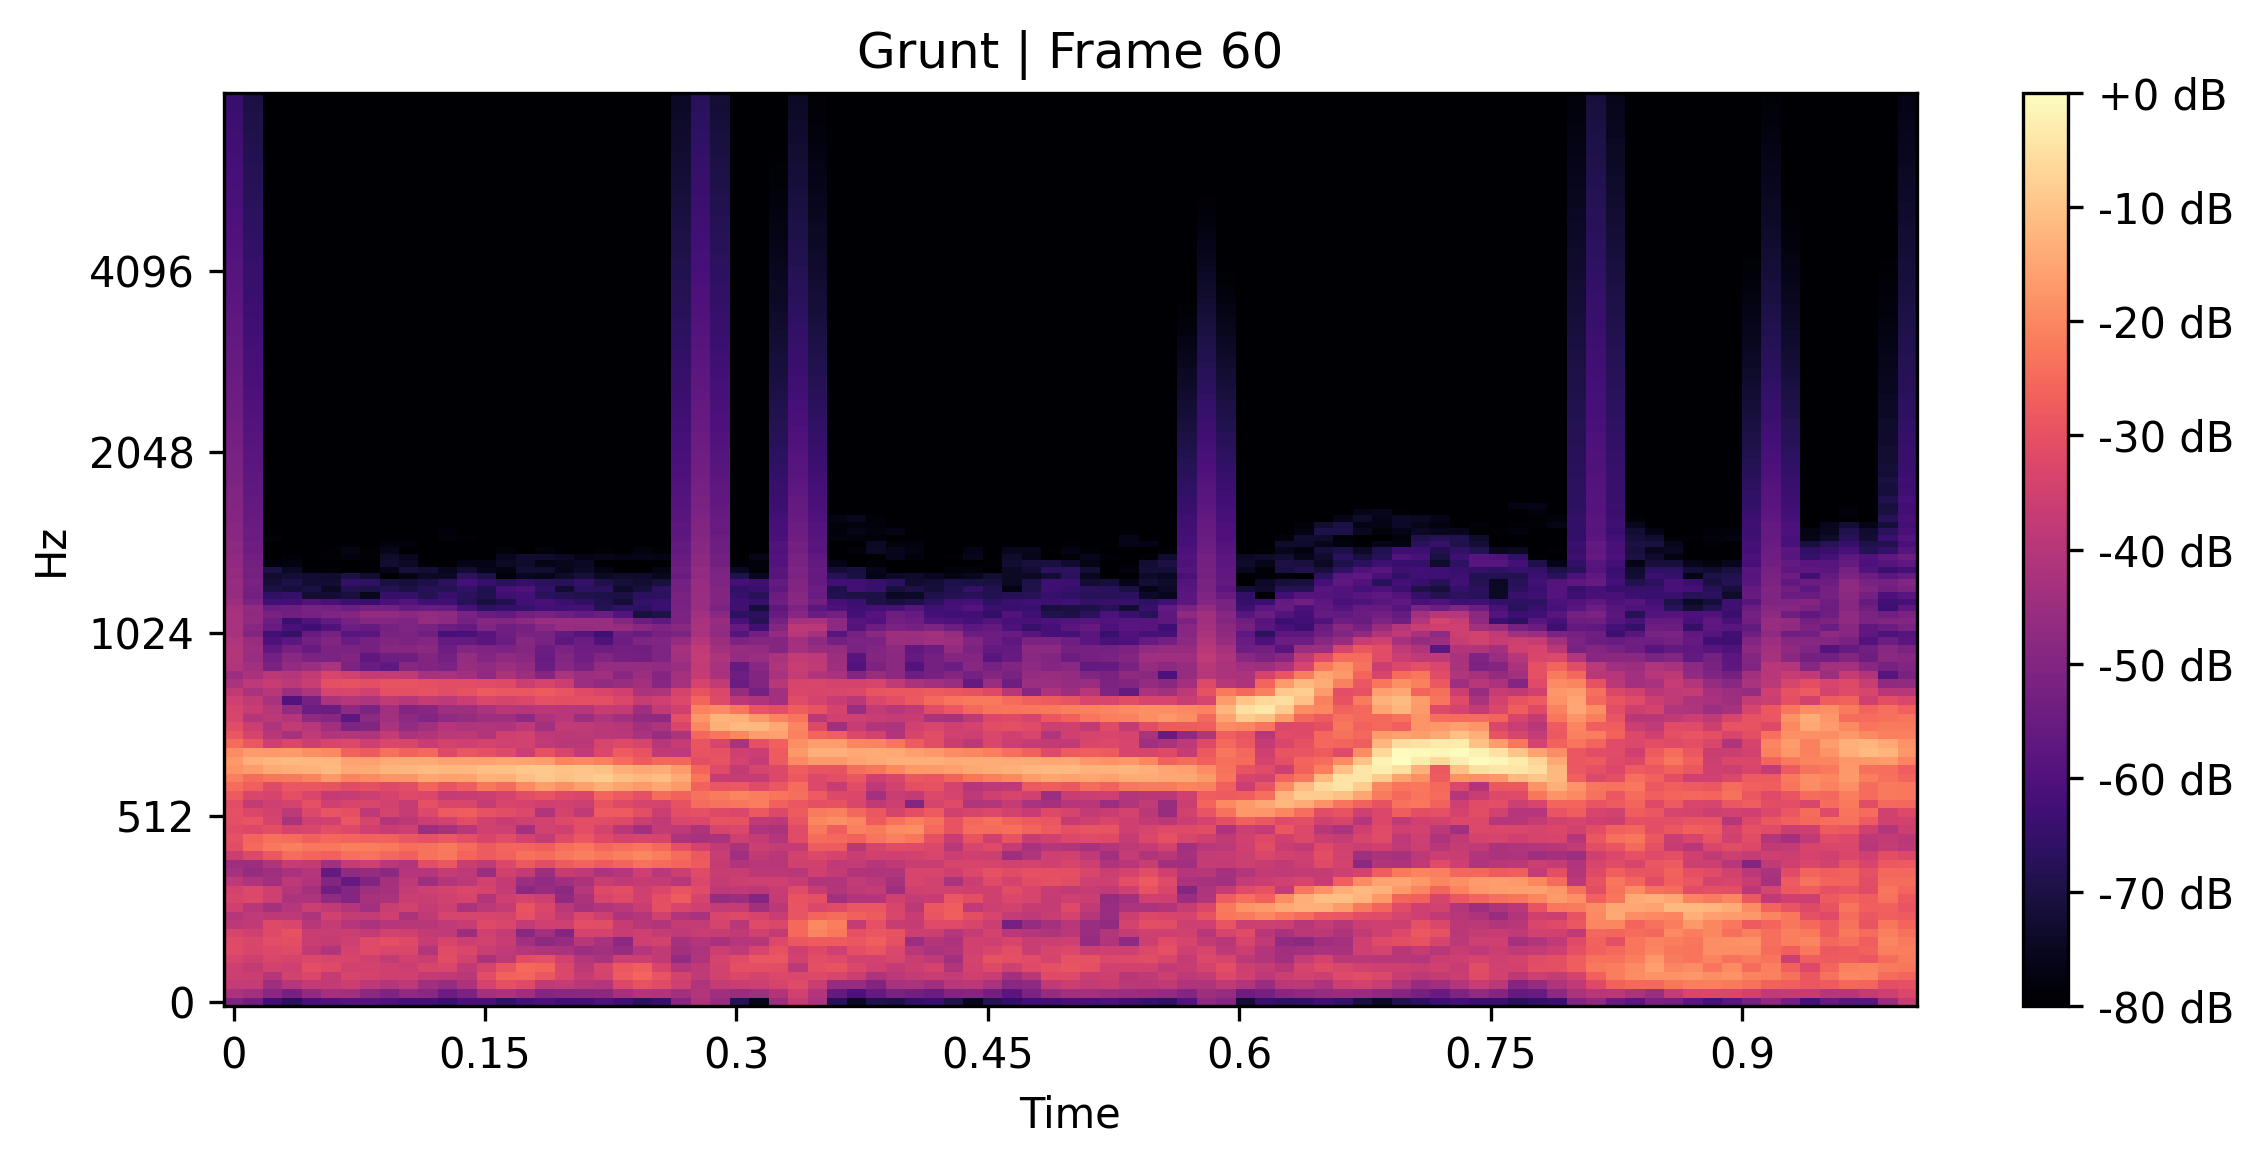 Grunt | Frame 60
Hz
4096
2048
1024
512
0
0
0.15
0.3
0.45
0.6
0.75
0.9
Time
+0 dB
-10 dB
-20 dB
-30 dB
-40 dB
-50 dB
-60 dB
-70 dB
-80 dB